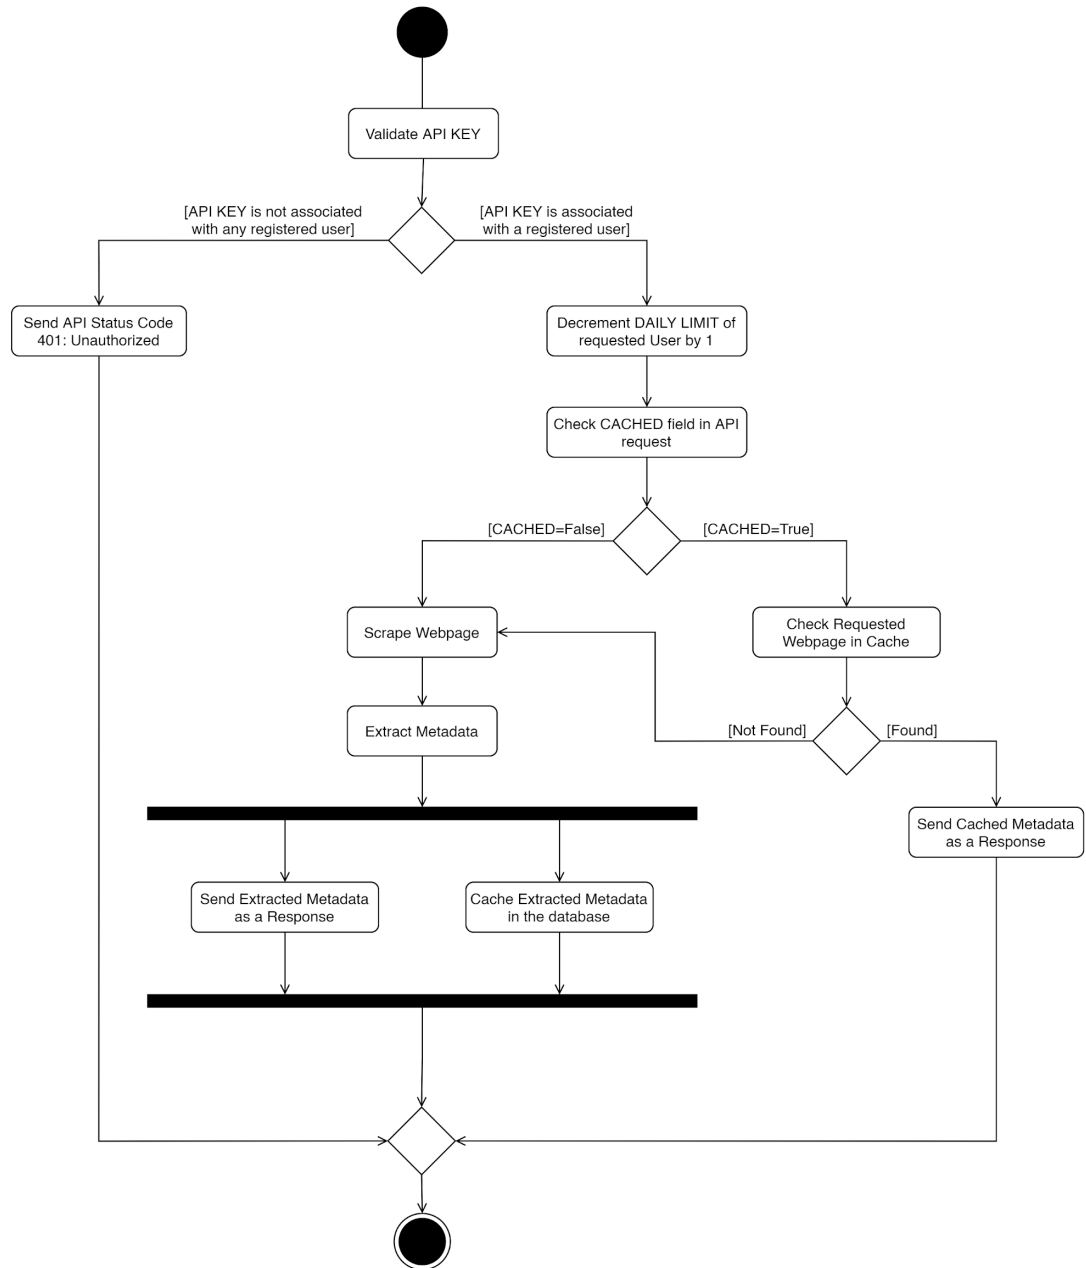 Validate API KEY
[API KEY is not associated
with any registered user]
[API KEY is associated
with a registered user]
Send API Status Code
401: Unauthorized
Decrement DAILY LIMIT of
requested User by 1
Check CACHED field in API
request
[CACHED=False]
[CACHED=True]
Scrape Webpage
Check Requested
Webpage in Cache
Extract Metadata
[Not Found]
[Found]
Send Cached Metadata
as a Response
Send Extracted Metadata
as a Response
Cache Extracted Metadata
in the database